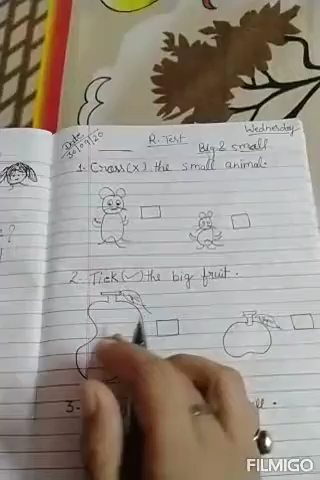 Date
30/09/20
Wednesday
R. Test
Big & small
1. Cross(x) the small animal.
2. Tick(✓) the big fruit.
3.
FILMIGO